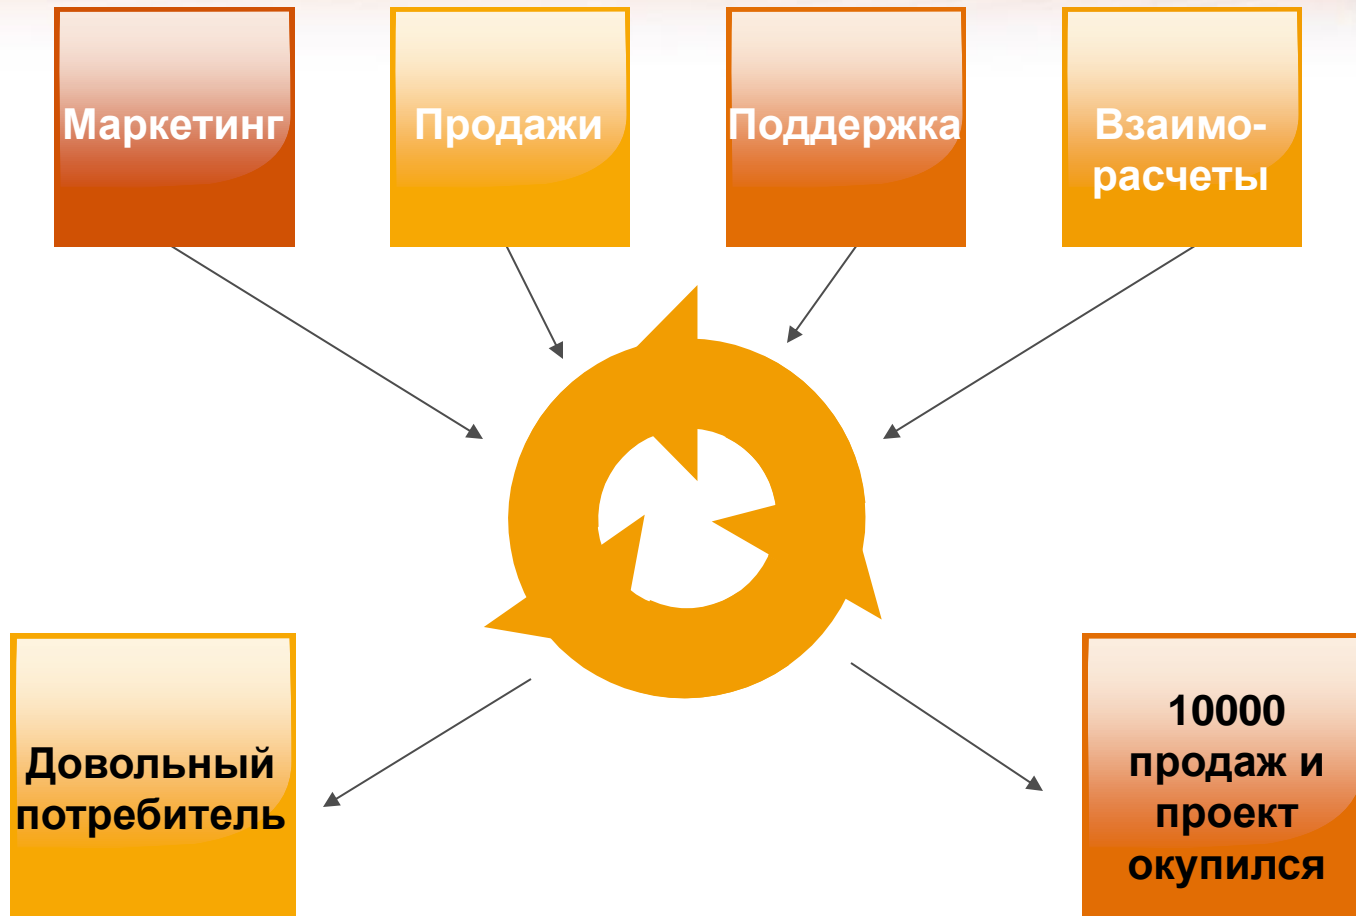 Маркетинг
Продажи
Поддержка
Взаимо-
расчеты
Довольный
потребитель
10000
продаж и
проект
окупился